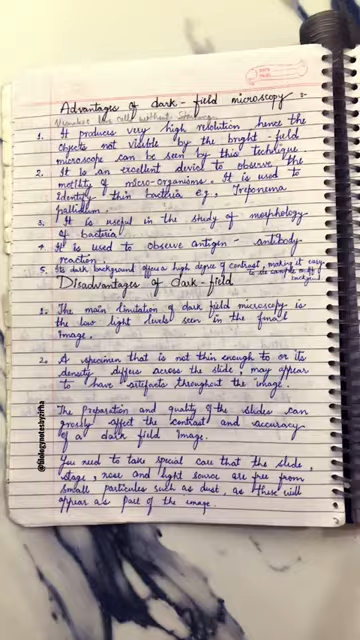 Advantages of dark-field microscopy :-
Visualize live cells without staining.
1. It produces very high resolution hence the
objects not visible by the bright-field
microscope can be seen by this technique
2. It is an excellent device to observe the
motility of micro-organisms. It is used to
identify thin bacteria e.g, Treponema
pallidum.
3. It is useful in the study of morphology
of bacteria
4. It is used to observe antigen - antibody-
reaction.
5. Its dark background offers a high degree of contrast, making it easy
to see samples on
Disadvantages of dark-field
1. The main limitation of dark field microscopy is
the low light levels seen in the final
image.
2. A specimen that is not thin enough to or its
density differs across the slide, may appear
to have artifacts throughout the image.
The preparation and quality of the slides can
grossly affect the contrast and accuracy
of a dark field image.
You need to take special care that the slide,
stage, nose and light source are free from
small particules such as dust, as these will
appear as part of the image.